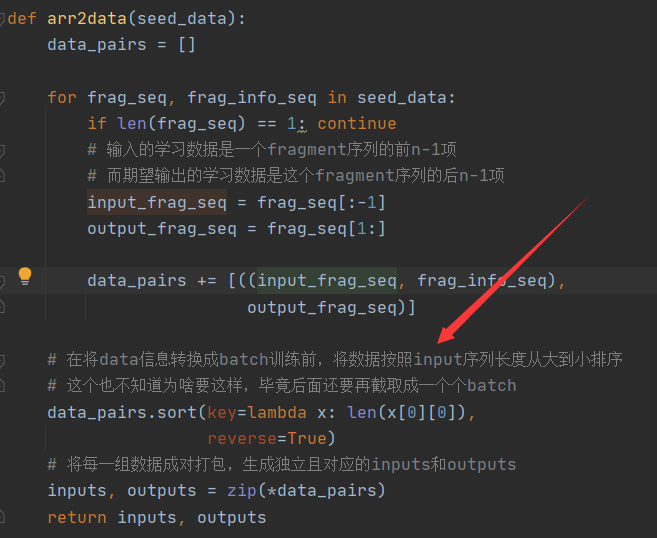 def arr2data(seed_data):
    data_pairs = []

    for frag_seq, frag_info_seq in seed_data:
        if len(frag_seq) == 1: continue
        # 输入的学习数据是一个fragment序列的前n-1项
        # 而期望输出的学习数据是这个fragment序列的后n-1项
        input_frag_seq = frag_seq[:-1]
        output_frag_seq = frag_seq[1:]

        data_pairs += [((input_frag_seq, frag_info_seq),
                        output_frag_seq)]

    # 在将data信息转换成batch训练前，将数据按照input序列长度从大到小排序
    # 这个也不知道为啥要这样，毕竟后面还要再截取成一个个batch
    data_pairs.sort(key=lambda x: len(x[0][0]),
                    reverse=True)
    # 将每一组数据成对打包，生成独立且对应的inputs和outputs
    inputs, outputs = zip(*data_pairs)
    return inputs, outputs